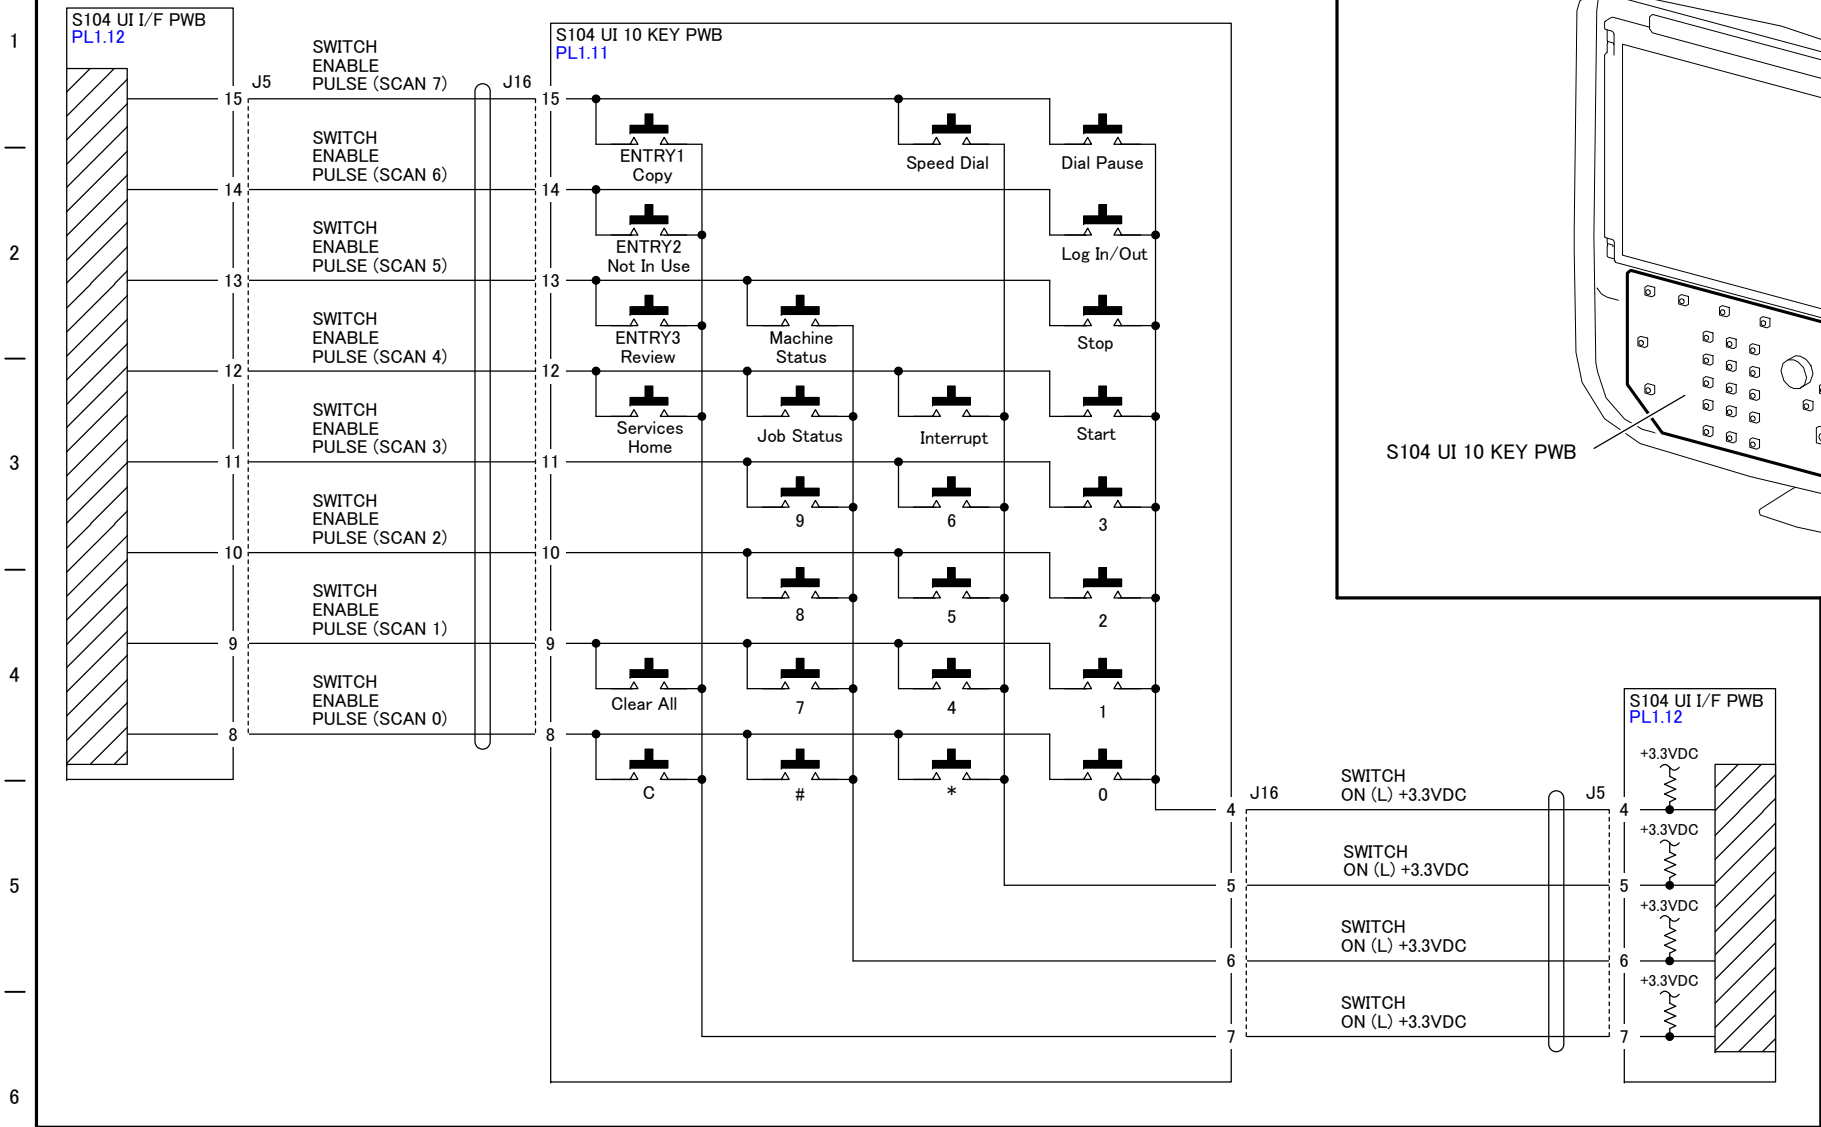 1
2
3
4
5
6
S104 UI I/F PWB
PL1.12
J5
SWITCH
ENABLE
PULSE (SCAN 7)
J16
15
15
SWITCH
ENABLE
PULSE (SCAN 6)
14
14
SWITCH
ENABLE
PULSE (SCAN 5)
13
13
SWITCH
ENABLE
PULSE (SCAN 4)
12
12
SWITCH
ENABLE
PULSE (SCAN 3)
11
11
SWITCH
ENABLE
PULSE (SCAN 2)
10
10
SWITCH
ENABLE
PULSE (SCAN 1)
9
9
SWITCH
ENABLE
PULSE (SCAN 0)
8
8
S104 UI 10 KEY PWB
PL1.11
ENTRY1
Copy
Speed Dial
Dial Pause
ENTRY2
Not In Use
Log In/Out
ENTRY3
Review
Machine
Status
Stop
Services
Home
Job Status
Interrupt
Start
9
6
3
8
5
2
Clear All
7
4
1
C
#
*
0
S104 UI 10 KEY PWB
S104 UI I/F PWB
PL1.12
4
J16
SWITCH
ON (L) +3.3VDC
J5
4
+3.3VDC
5
SWITCH
ON (L) +3.3VDC
5
+3.3VDC
6
SWITCH
ON (L) +3.3VDC
6
+3.3VDC
7
SWITCH
ON (L) +3.3VDC
7
+3.3VDC